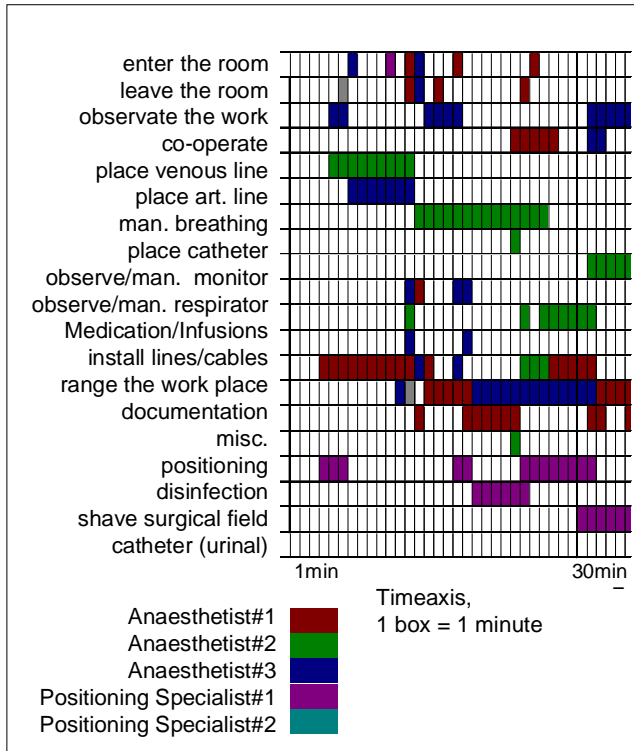 enter the room
leave the room
observate the work
co-operate
place venous line
place art. line
man. breathing
place catheter
observe/man. monitor
observe/man. respirator
Medication/Infusions
install lines/cables
range the work place
documentation
misc.
positioning
disinfection
shave surgical field
catheter (urinal)
1min 30min
Timeaxis,
1 box = 1 minute
Anaesthetist#1
Anaesthetist#2
Anaesthetist#3
Positioning Specialist#1
Positioning Specialist#2